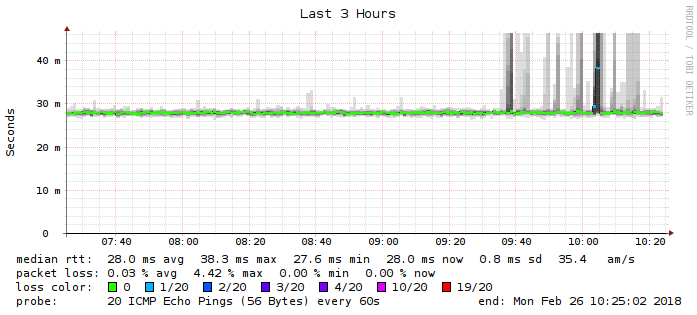 Last 3 Hours
RRDTOOL / TOBI OETIKER
Seconds
40 m
30 m
20 m
10 m
0
07:40 08:00 08:20 08:40 09:00 09:20 09:40 10:00 10:20
median rtt: 28.0 ms avg 38.3 ms max 27.6 ms min 28.0 ms now 0.8 ms sd 35.4 am/s
packet loss: 0.03 % avg 4.42 % max 0.00 % min 0.00 % now
loss color: 0 1/20 2/20 3/20 4/20 10/20 19/20
probe: 20 ICMP Echo Pings (56 Bytes) every 60s end: Mon Feb 26 10:25:02 2018